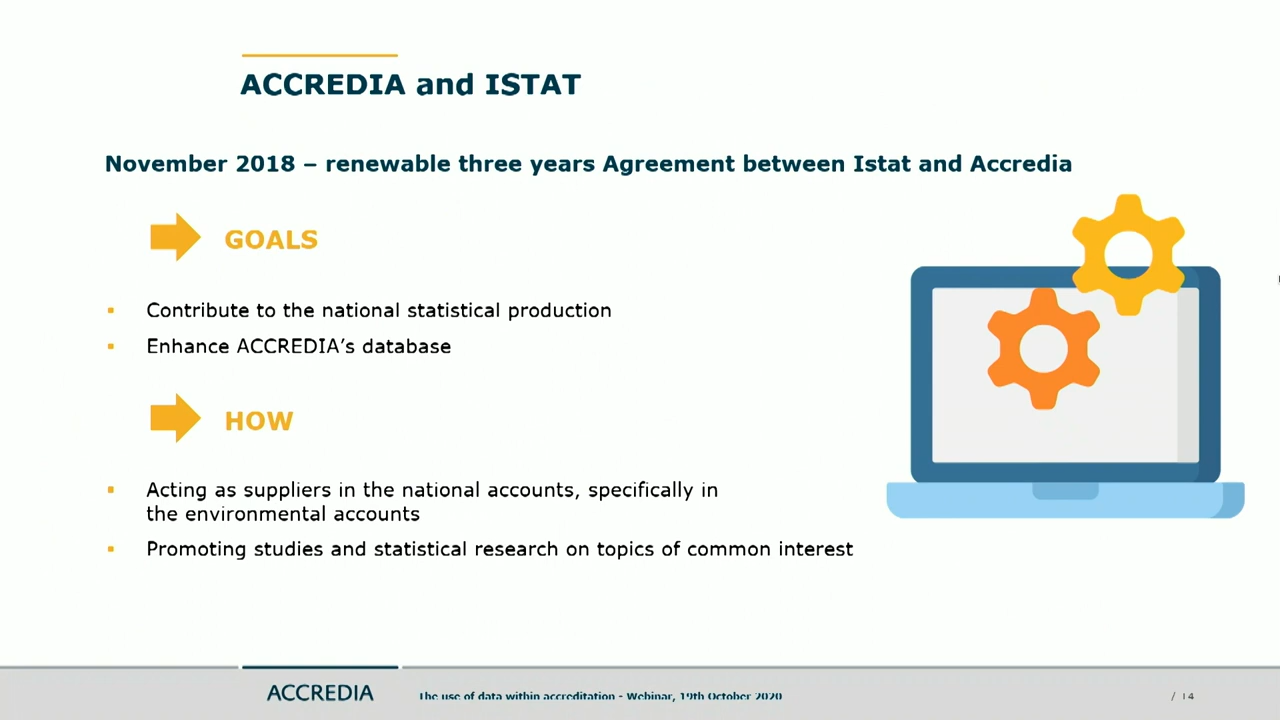 ACCREDIA and ISTAT
November 2018 – renewable three years Agreement between Istat and Accredia
GOALS
Contribute to the national statistical production
Enhance ACCREDIA’s database
HOW
Acting as suppliers in the national accounts, specifically in
the environmental accounts
Promoting studies and statistical research on topics of common interest
ACCREDIA
The use of data within accreditation - Webinar, 19th October 2020
/ 14